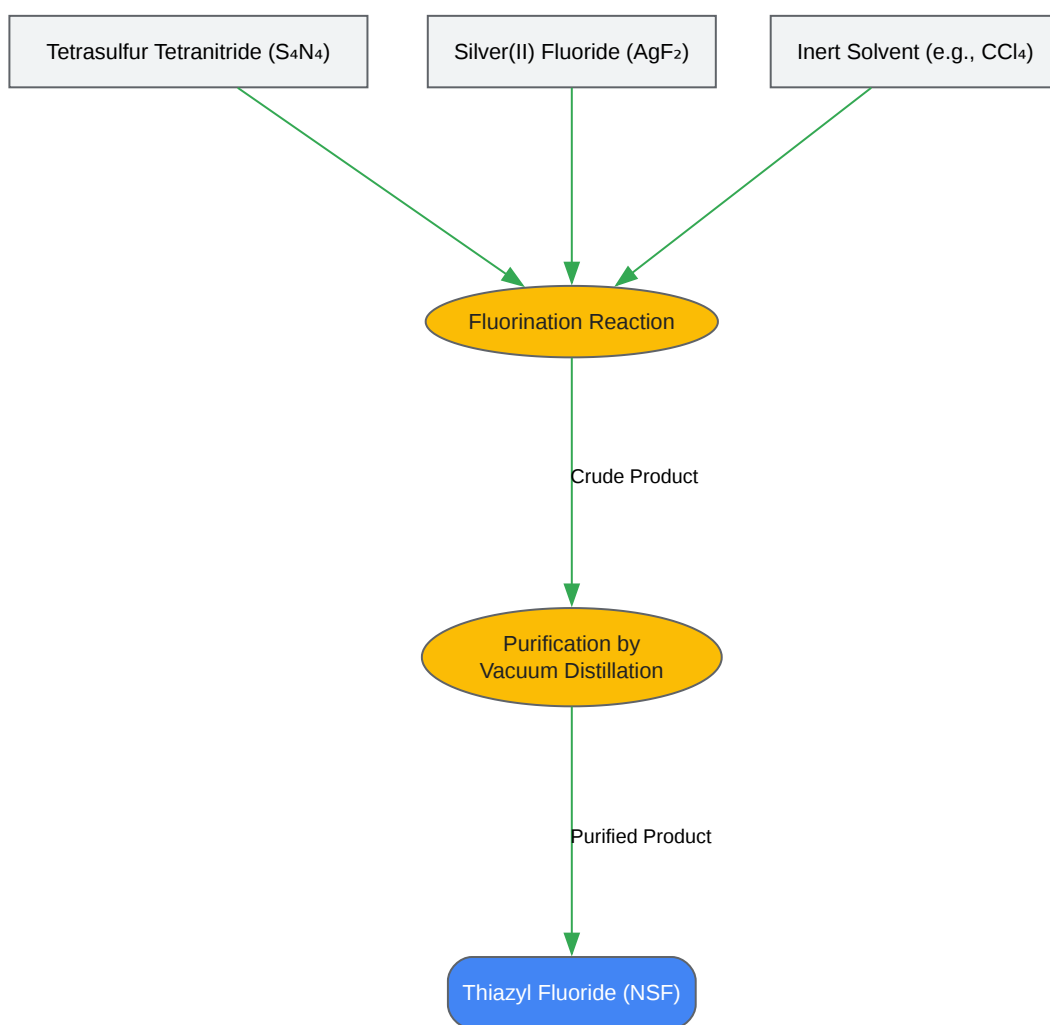 Tetrasulfur Tetranitride (S₄N₄)
Silver(II) Fluoride (AgF₂)
Inert Solvent (e.g., CCl₄)
Fluorination Reaction
Crude Product
Purification by
Vacuum Distillation
Purified Product
Thiazyl Fluoride (NSF)